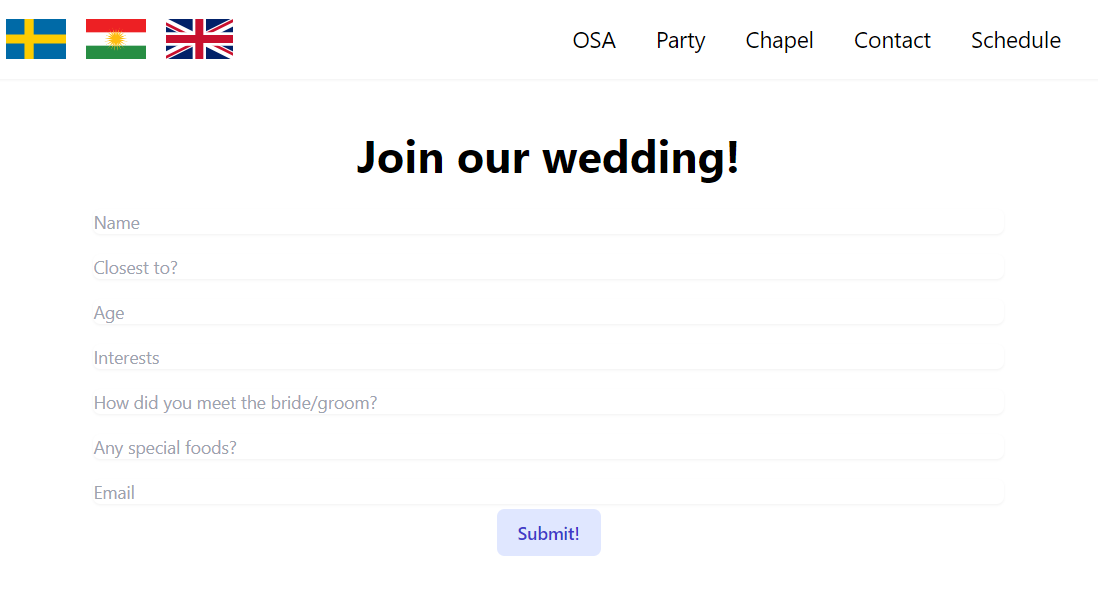 OSA Party Chapel Contact Schedule
Join our wedding!
Name
Closest to?
Age
Interests
How did you meet the bride/groom?
Any special foods?
Email
Submit!